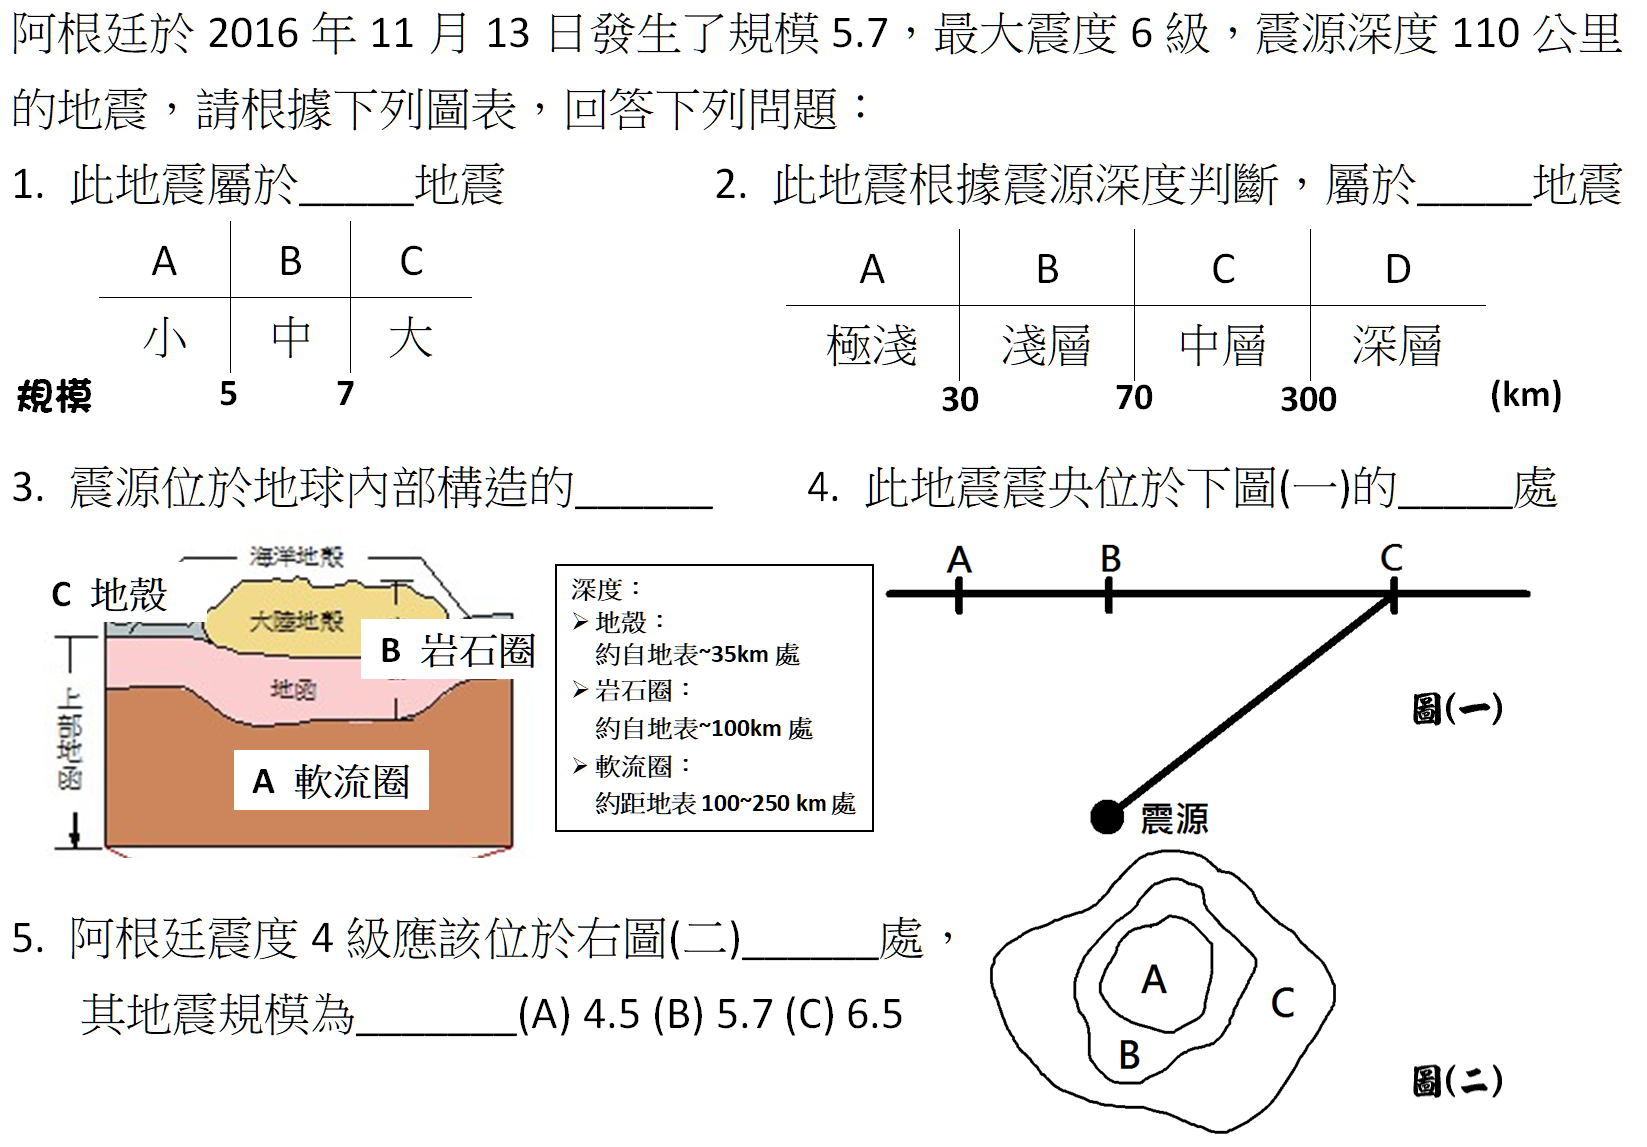 阿根廷於 2016 年 11 月 13 日發生了規模 5.7，最大震度 6 級，震源深度 110 公里
的地震，請根據下列圖表，回答下列問題：
1. 此地震屬於_____地震
A B C
小 中 大
規模 5 7
2. 此地震根據震源深度判斷，屬於_____地震
A B C D
極淺 淺層 中層 深層
30 70 300 (km)
3. 震源位於地球內部構造的______
海洋地殼
C 地殼
大陸地殼
B 岩石圈
地函
上部地函
A 軟流圈
深度：
➢ 地殼：
約自地表~35km 處
➢ 岩石圈：
約自地表~100km 處
➢ 軟流圈：
約距地表 100~250 km 處
4. 此地震震央位於下圖(一)的_____處
A B C
圖(一)
震源
5. 阿根廷震度 4 級應該位於右圖(二)______處，
其地震規模為_______(A) 4.5 (B) 5.7 (C) 6.5
A
B
C
圖(二)